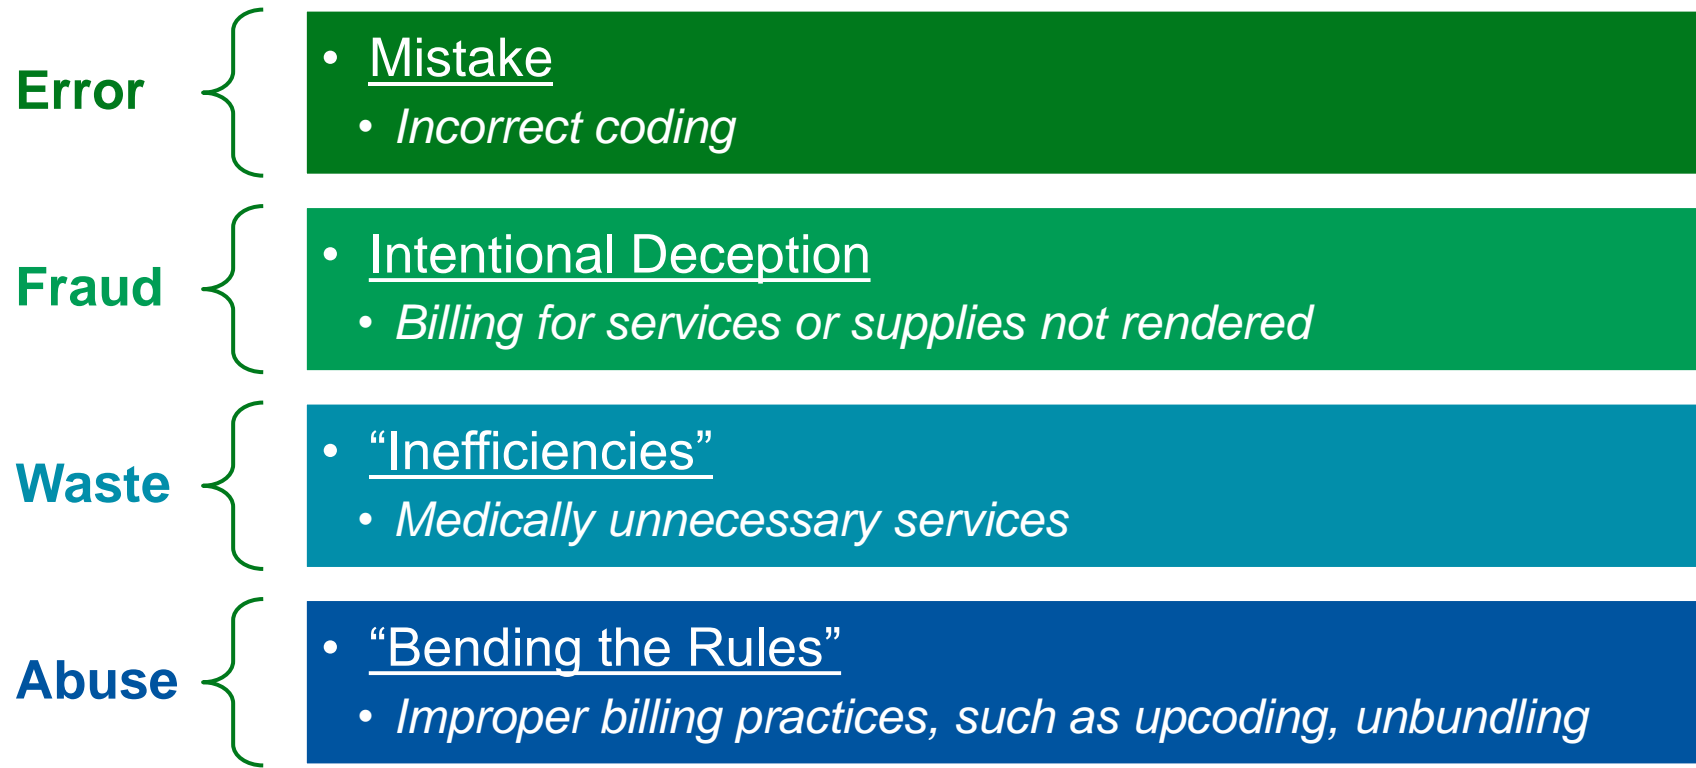 Error
• Mistake
• Incorrect coding
Fraud
• Intentional Deception
• Billing for services or supplies not rendered
Waste
• “Inefficiencies”
• Medically unnecessary services
Abuse
• “Bending the Rules”
• Improper billing practices, such as upcoding, unbundling